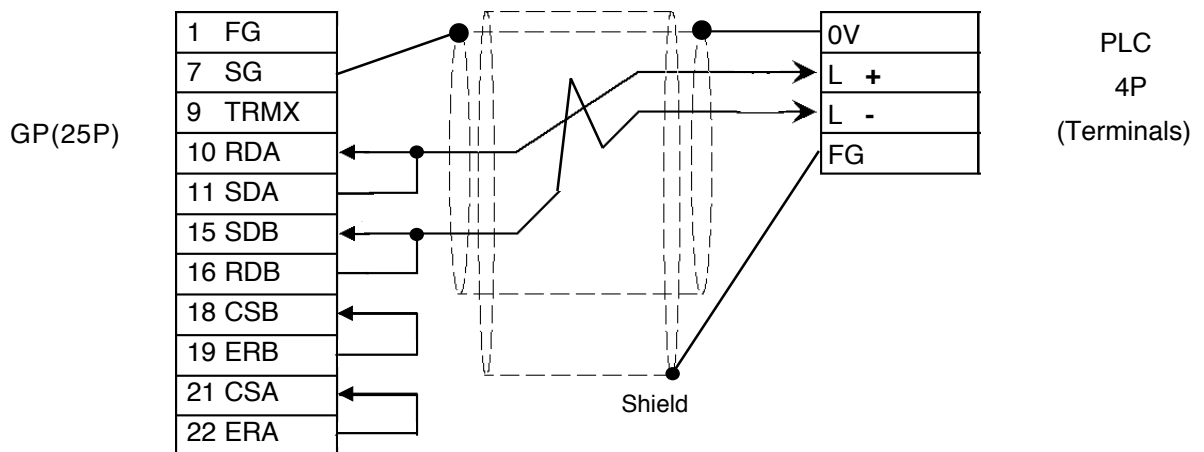 GP(25P)
1 FG
7 SG
9 TRMX
10 RDA
11 SDA
15 SDB
16 RDB
18 CSB
19 ERB
21 CSA
22 ERA
Shield
0V
L +
L -
FG
PLC
4P
(Terminals)